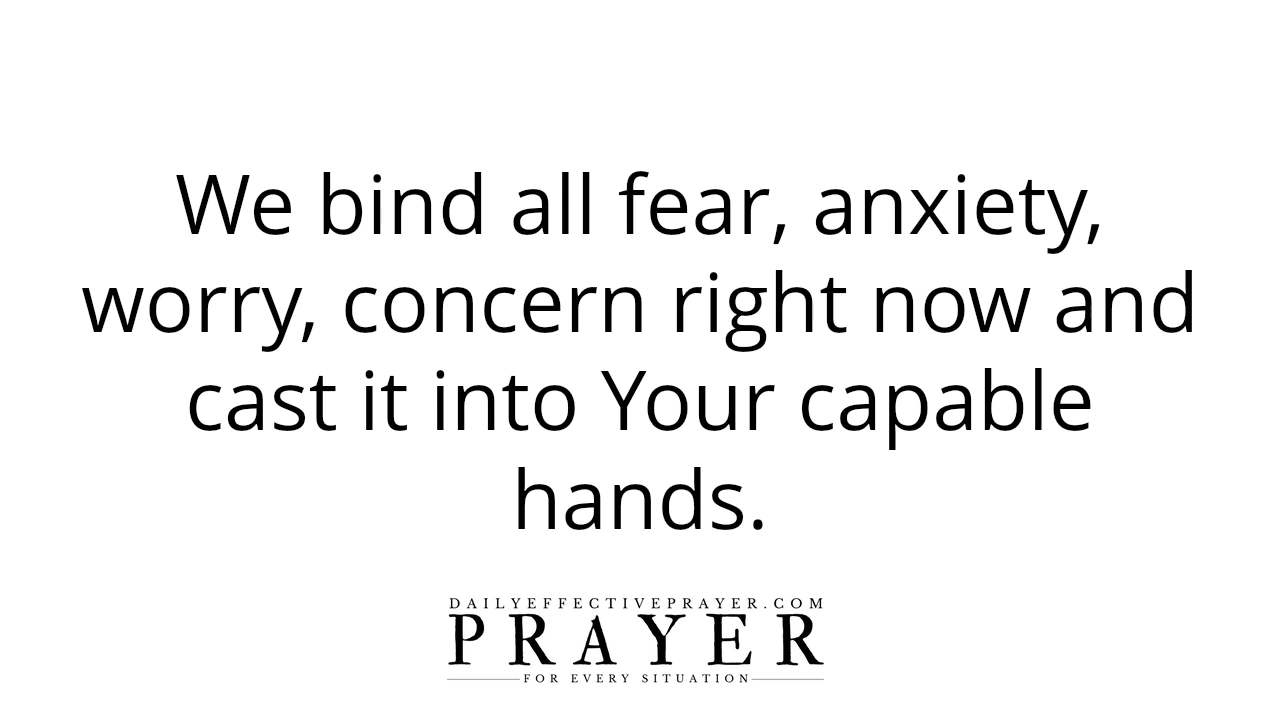 We bind all fear, anxiety,
worry, concern right now and
cast it into Your capable
hands.
DAILYEFFECTIVEPRAYER.COM
PRAYER
FOR EVERY SITUATION